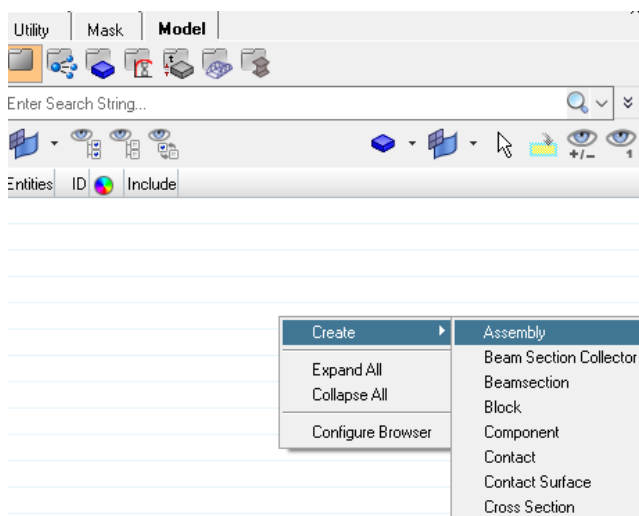 Utility Mask Model
Enter Search String...
+/- 1
Entities ID Include
Create Assembly
Beam Section Collector
Expand All Beamsection
Collapse All Block
Configure Browser Component
Contact
Contact Surface
Cross Section